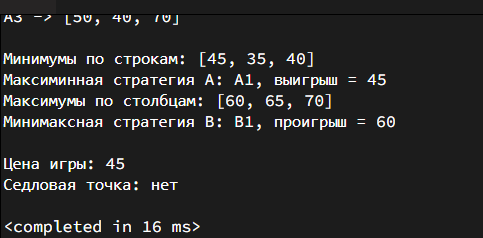 A3 -> [50, 40, 70]
Минимумы по строкам: [45, 35, 40]
Максиминная стратегия A: A1, выигрыш = 45
Максимумы по столбцам: [60, 65, 70]
Минимаксная стратегия B: B1, проигрыш = 60
Цена игры: 45
Седловая точка: нет
<completed in 16 ms>